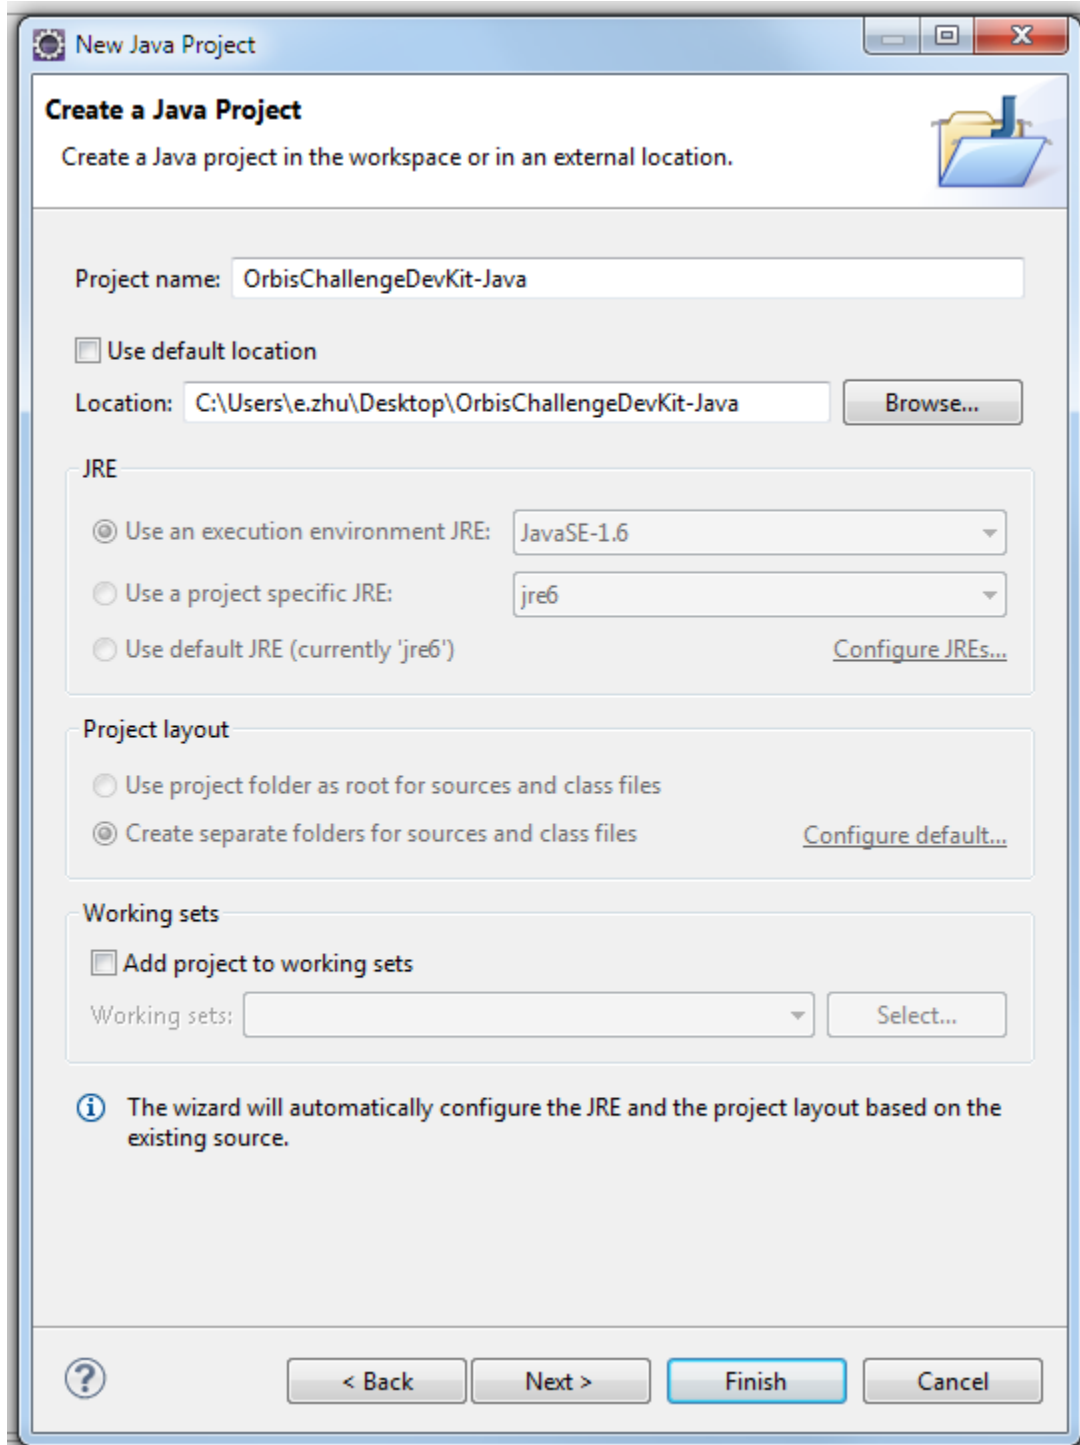 New Java Project
Create a Java Project
Create a Java project in the workspace or in an external location.
Project name: OrbisChallengeDevKit-Java
Use default location
Location: C:\Users\e.zhu\Desktop\OrbisChallengeDevKit-Java Browse...
JRE
Use an execution environment JRE: JavaSE-1.6
Use a project specific JRE: jre6
Use default JRE (currently 'jre6') Configure JREs...
Project layout
Use project folder as root for sources and class files
Create separate folders for sources and class files Configure default...
Working sets
Add project to working sets
Working sets: Select...
The wizard will automatically configure the JRE and the project layout based on the
existing source.
< Back Next > Finish Cancel